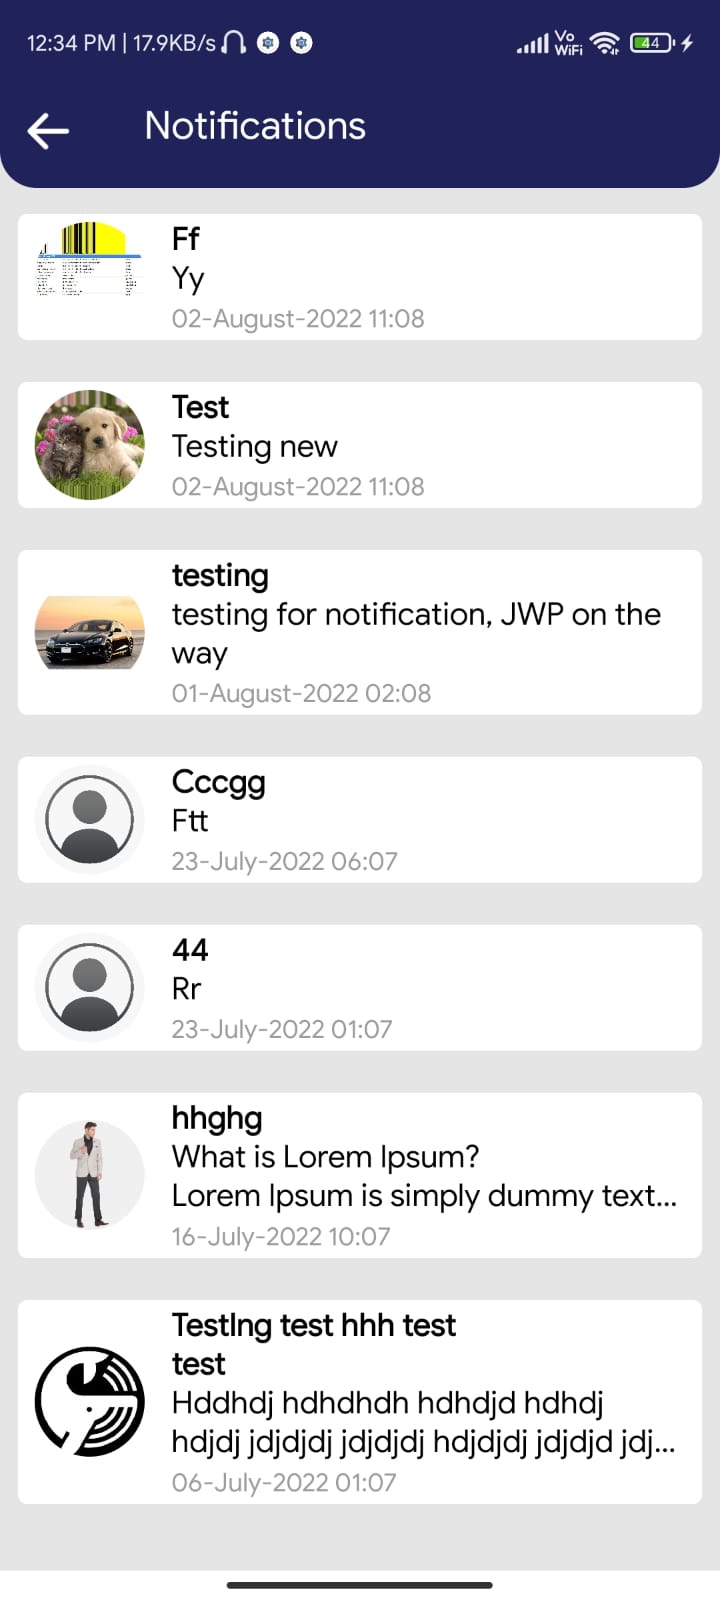 12:34 PM | 17.9KB/s
Vo
WiFi
44
Notifications
Ff
Yy
02-August-2022 11:08
Test
Testing new
02-August-2022 11:08
testing
testing for notification, JWP on the
way
01-August-2022 02:08
Cccgg
Ftt
23-July-2022 06:07
44
Rr
23-July-2022 01:07
hhghg
What is Lorem Ipsum?
Lorem Ipsum is simply dummy text...
16-July-2022 10:07
TestIng test hhh test
test
Hddhdj hdhdhdh hdhdjd hdhdj
hdjdj jdjdjdj jdjdjdj hdjdjdj jdjdjd jdj...
06-July-2022 01:07